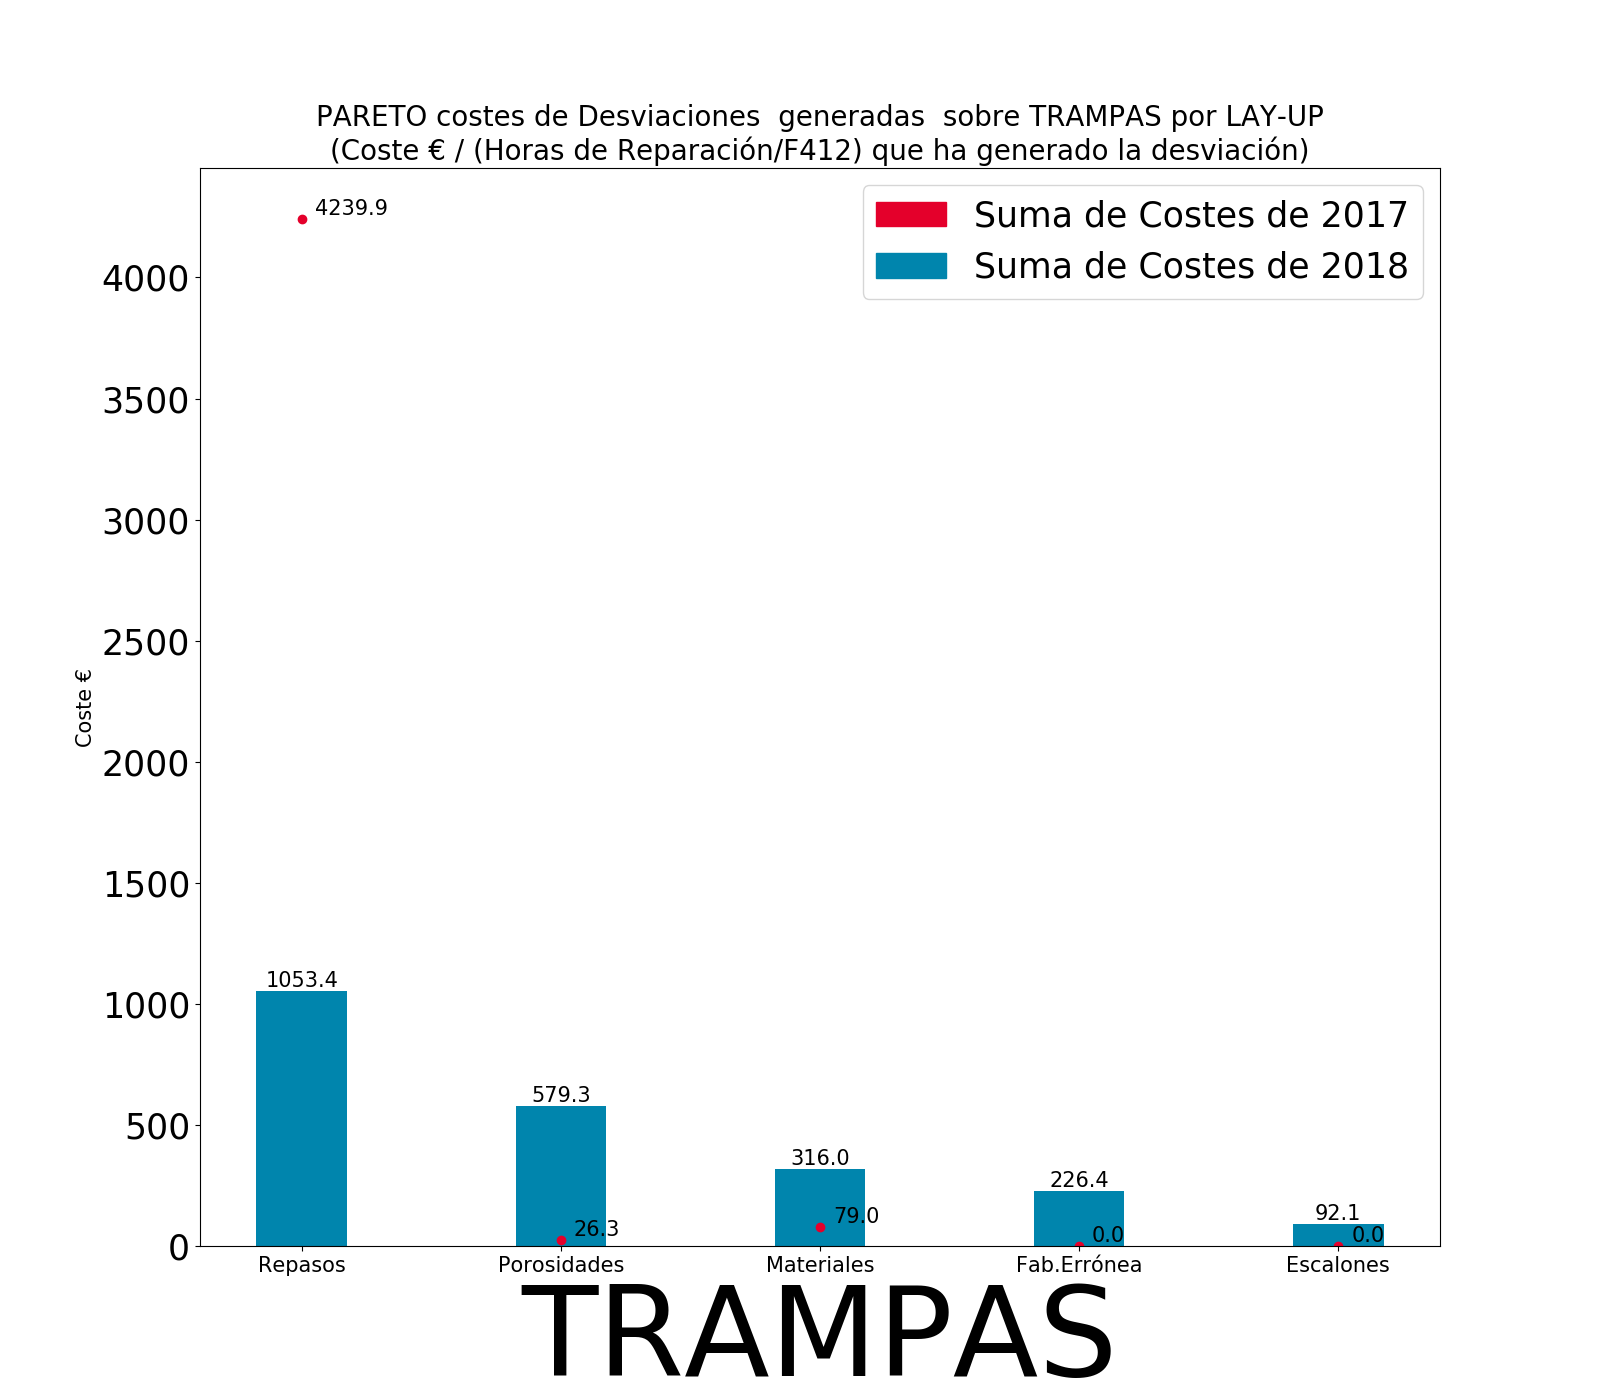 PARETO costes de Desviaciones  generadas  sobre TRAMPAS por LAY-UP
(Coste € / (Horas de Reparación/F412) que ha generado la desviación)
Suma de Costes de 2017
Suma de Costes de 2018
Coste €
4000
3500
3000
2500
2000
1500
1000
500
0
4239.9
1053.4
579.3
26.3
316.0
79.0
226.4
0.0
92.1
0.0
Repasos
Porosidades
Materiales
Fab.Errónea
Escalones
TRAMPAS